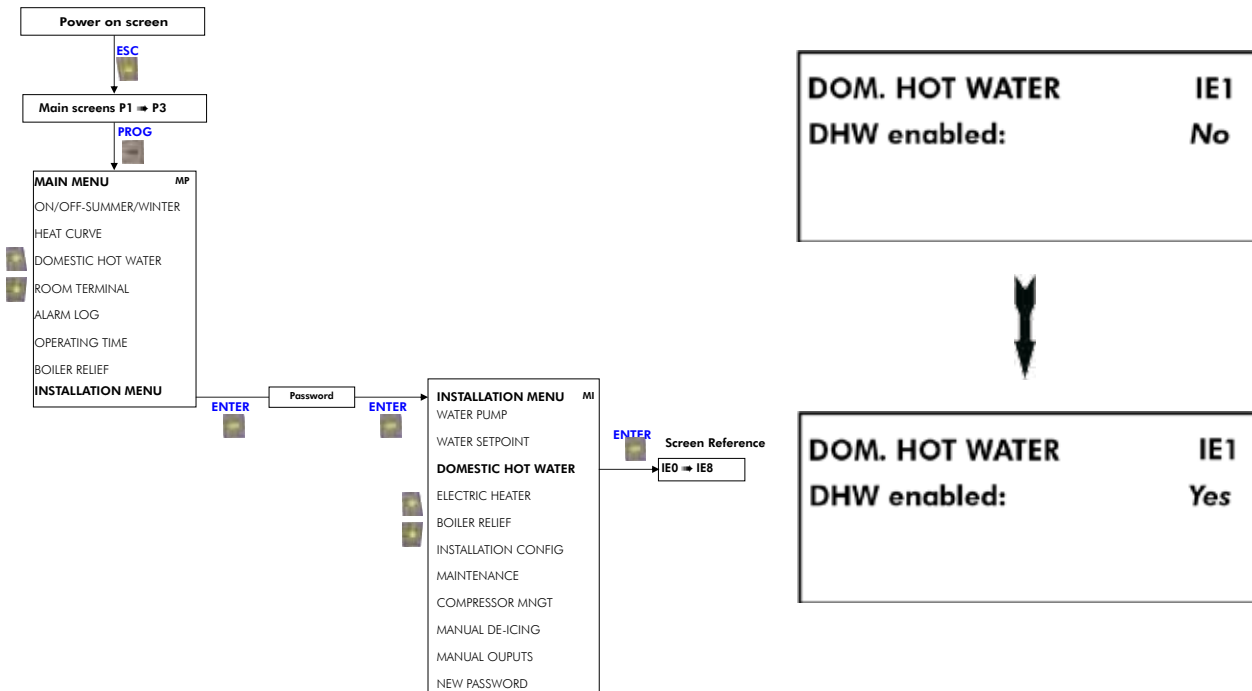 Power on screen
ESC
Main screens P1 ➠ P3
PROG
MAIN MENU MP
ON/OFF-SUMMER/WINTER
HEAT CURVE
DOMESTIC HOT WATER
ROOM TERMINAL
ALARM LOG
OPERATING TIME
BOILER RELIEF
INSTALLATION MENU
ENTER
Password
ENTER
INSTALLATION MENU MI
WATER PUMP
WATER SETPOINT
DOMESTIC HOT WATER
ELECTRIC HEATER
BOILER RELIEF
INSTALLATION CONFIG
MAINTENANCE
COMPRESSOR MNGT
MANUAL DE-ICING
MANUAL OUPUTS
NEW PASSWORD
ENTER
Screen Reference
IE0 ➠ IE8
DOM. HOT WATER IE1
DHW enabled: No
DOM. HOT WATER IE1
DHW enabled: Yes